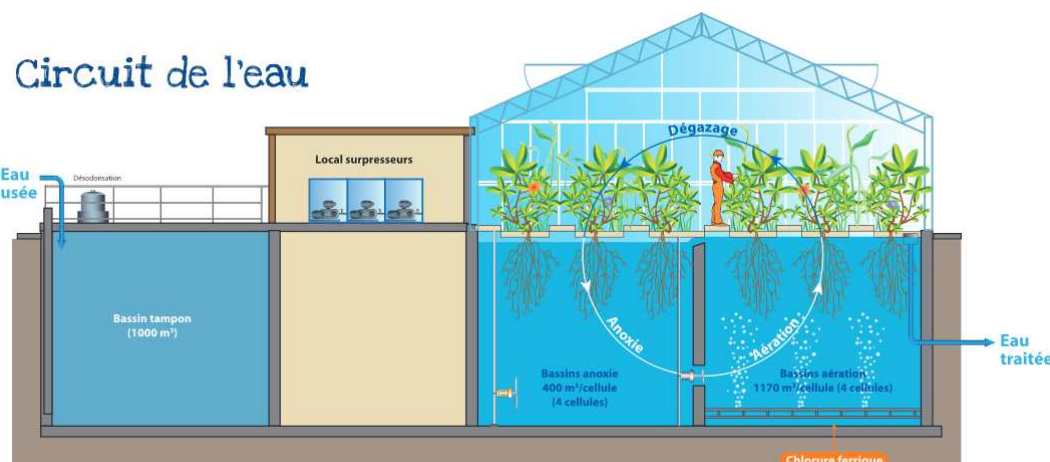 Circuit de l'eau
Dégazage
Local surpresseurs
Eau
usée
Désodorisation
Bassin tampon
(1000 m³)
Anoxie
Aération
Bassins anoxie
400 m³/cellule
(4 cellules)
Bassins aération
1170 m³/cellule (4 cellules)
Eau
traitée
Chlorure ferrique